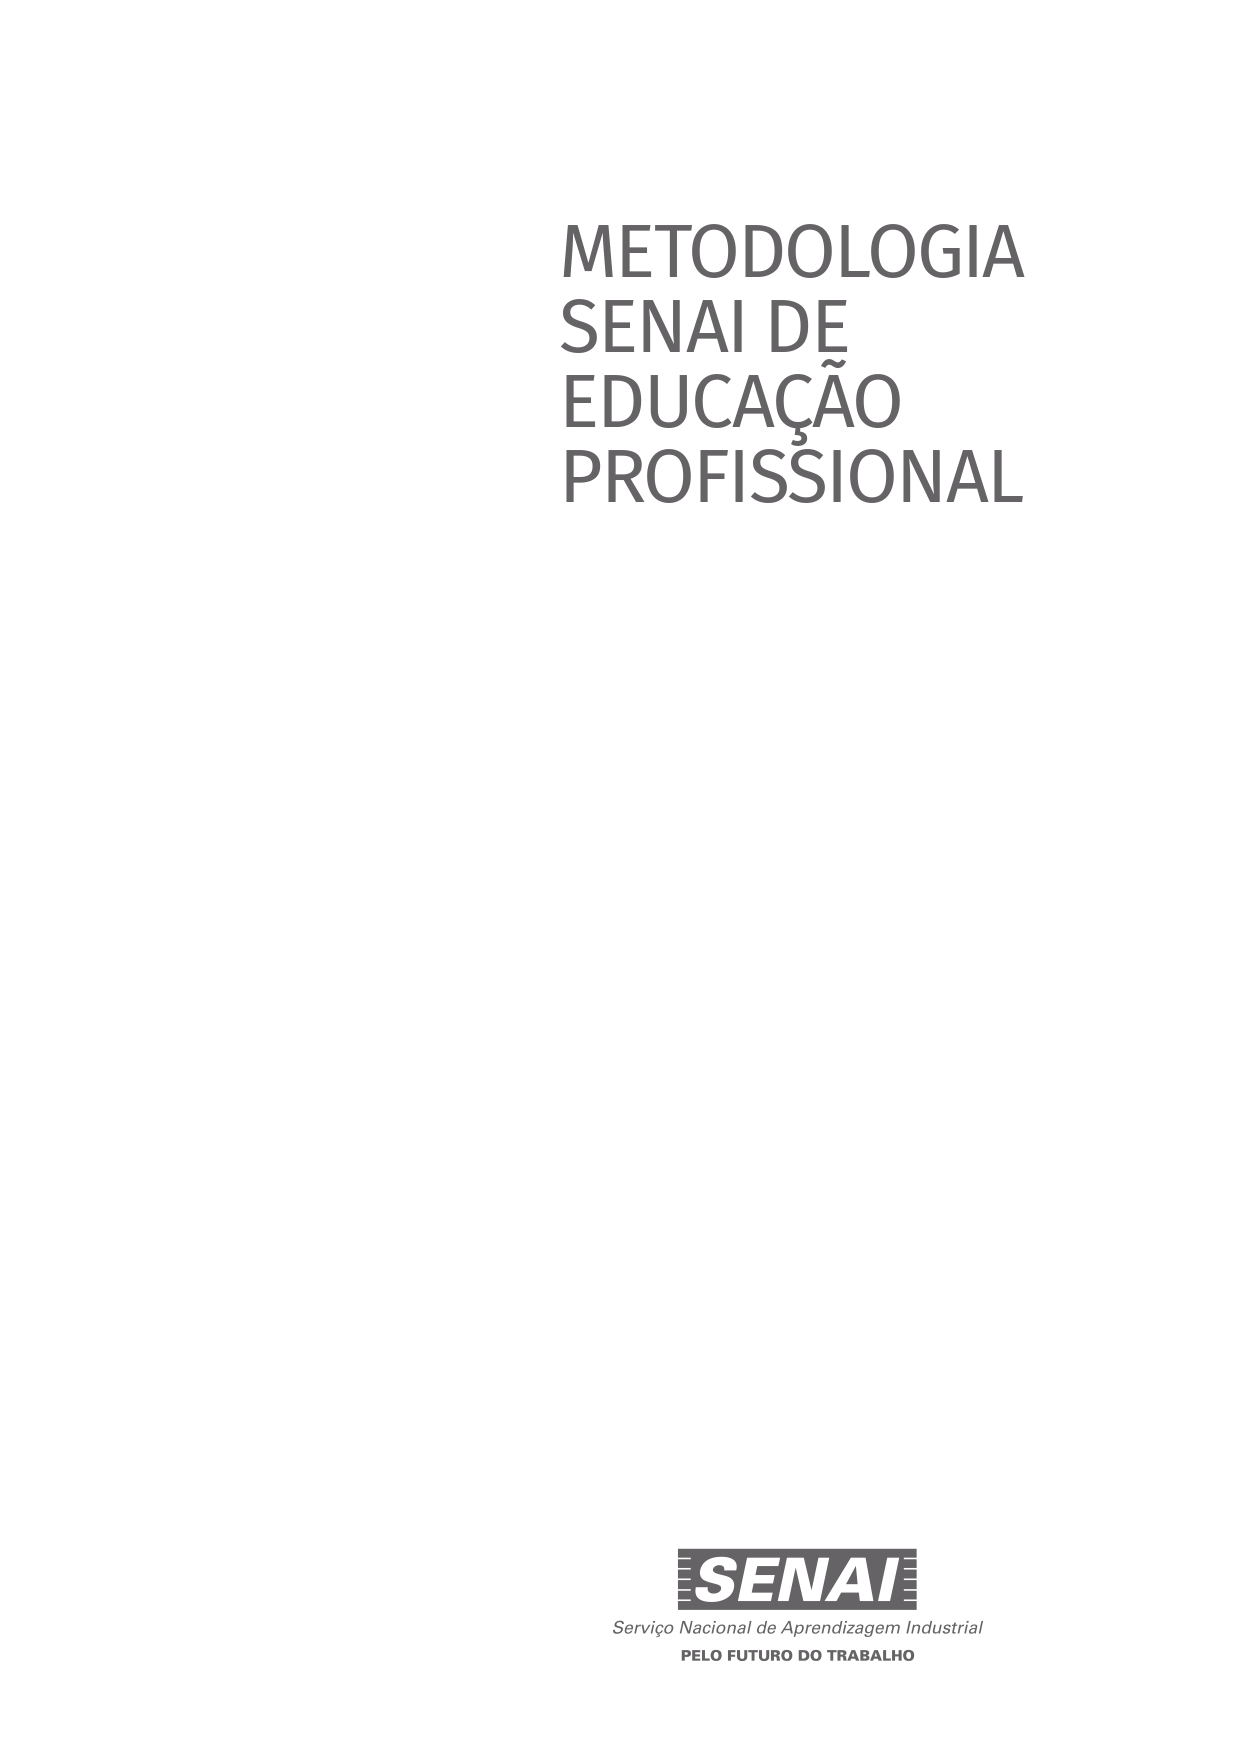 METODOLOGIA
SENAI DE
EDUCAÇÃO
PROFISSIONAL
SENAI
Serviço Nacional de Aprendizagem Industrial
PELO FUTURO DO TRABALHO